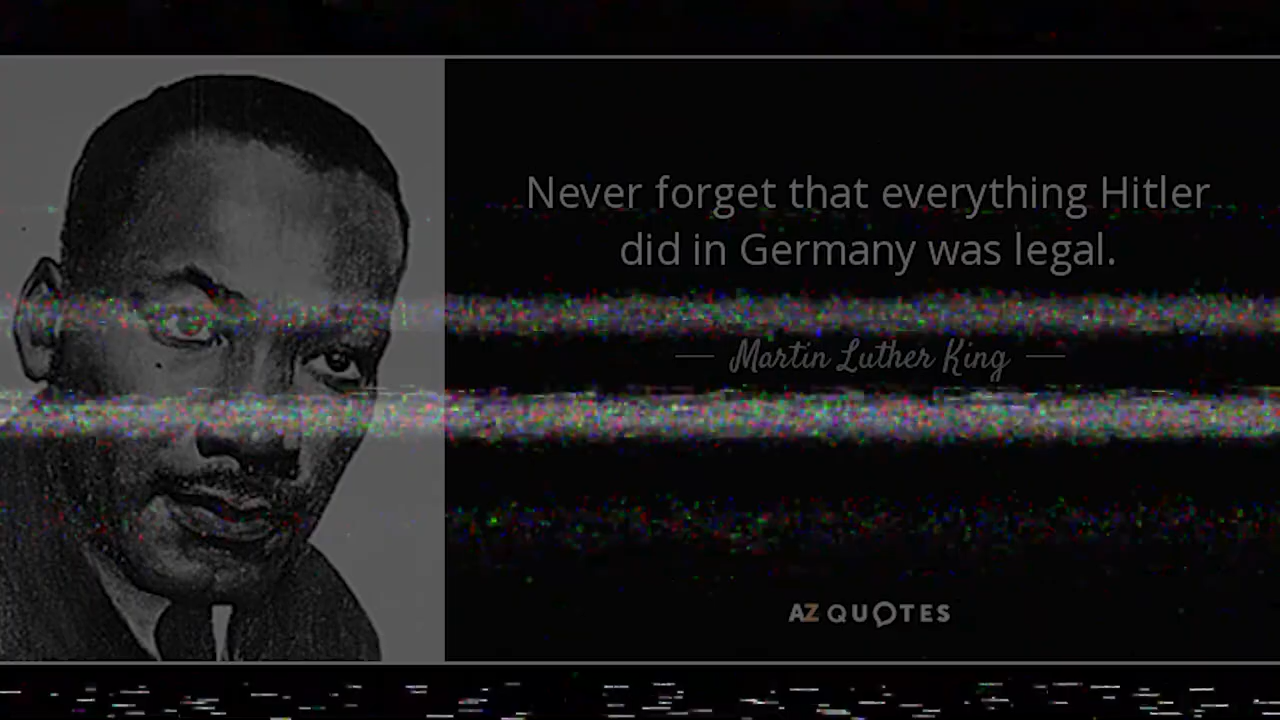 Never forget that everything Hitler
did in Germany was legal.
Martin Luther King
AZ QUOTES